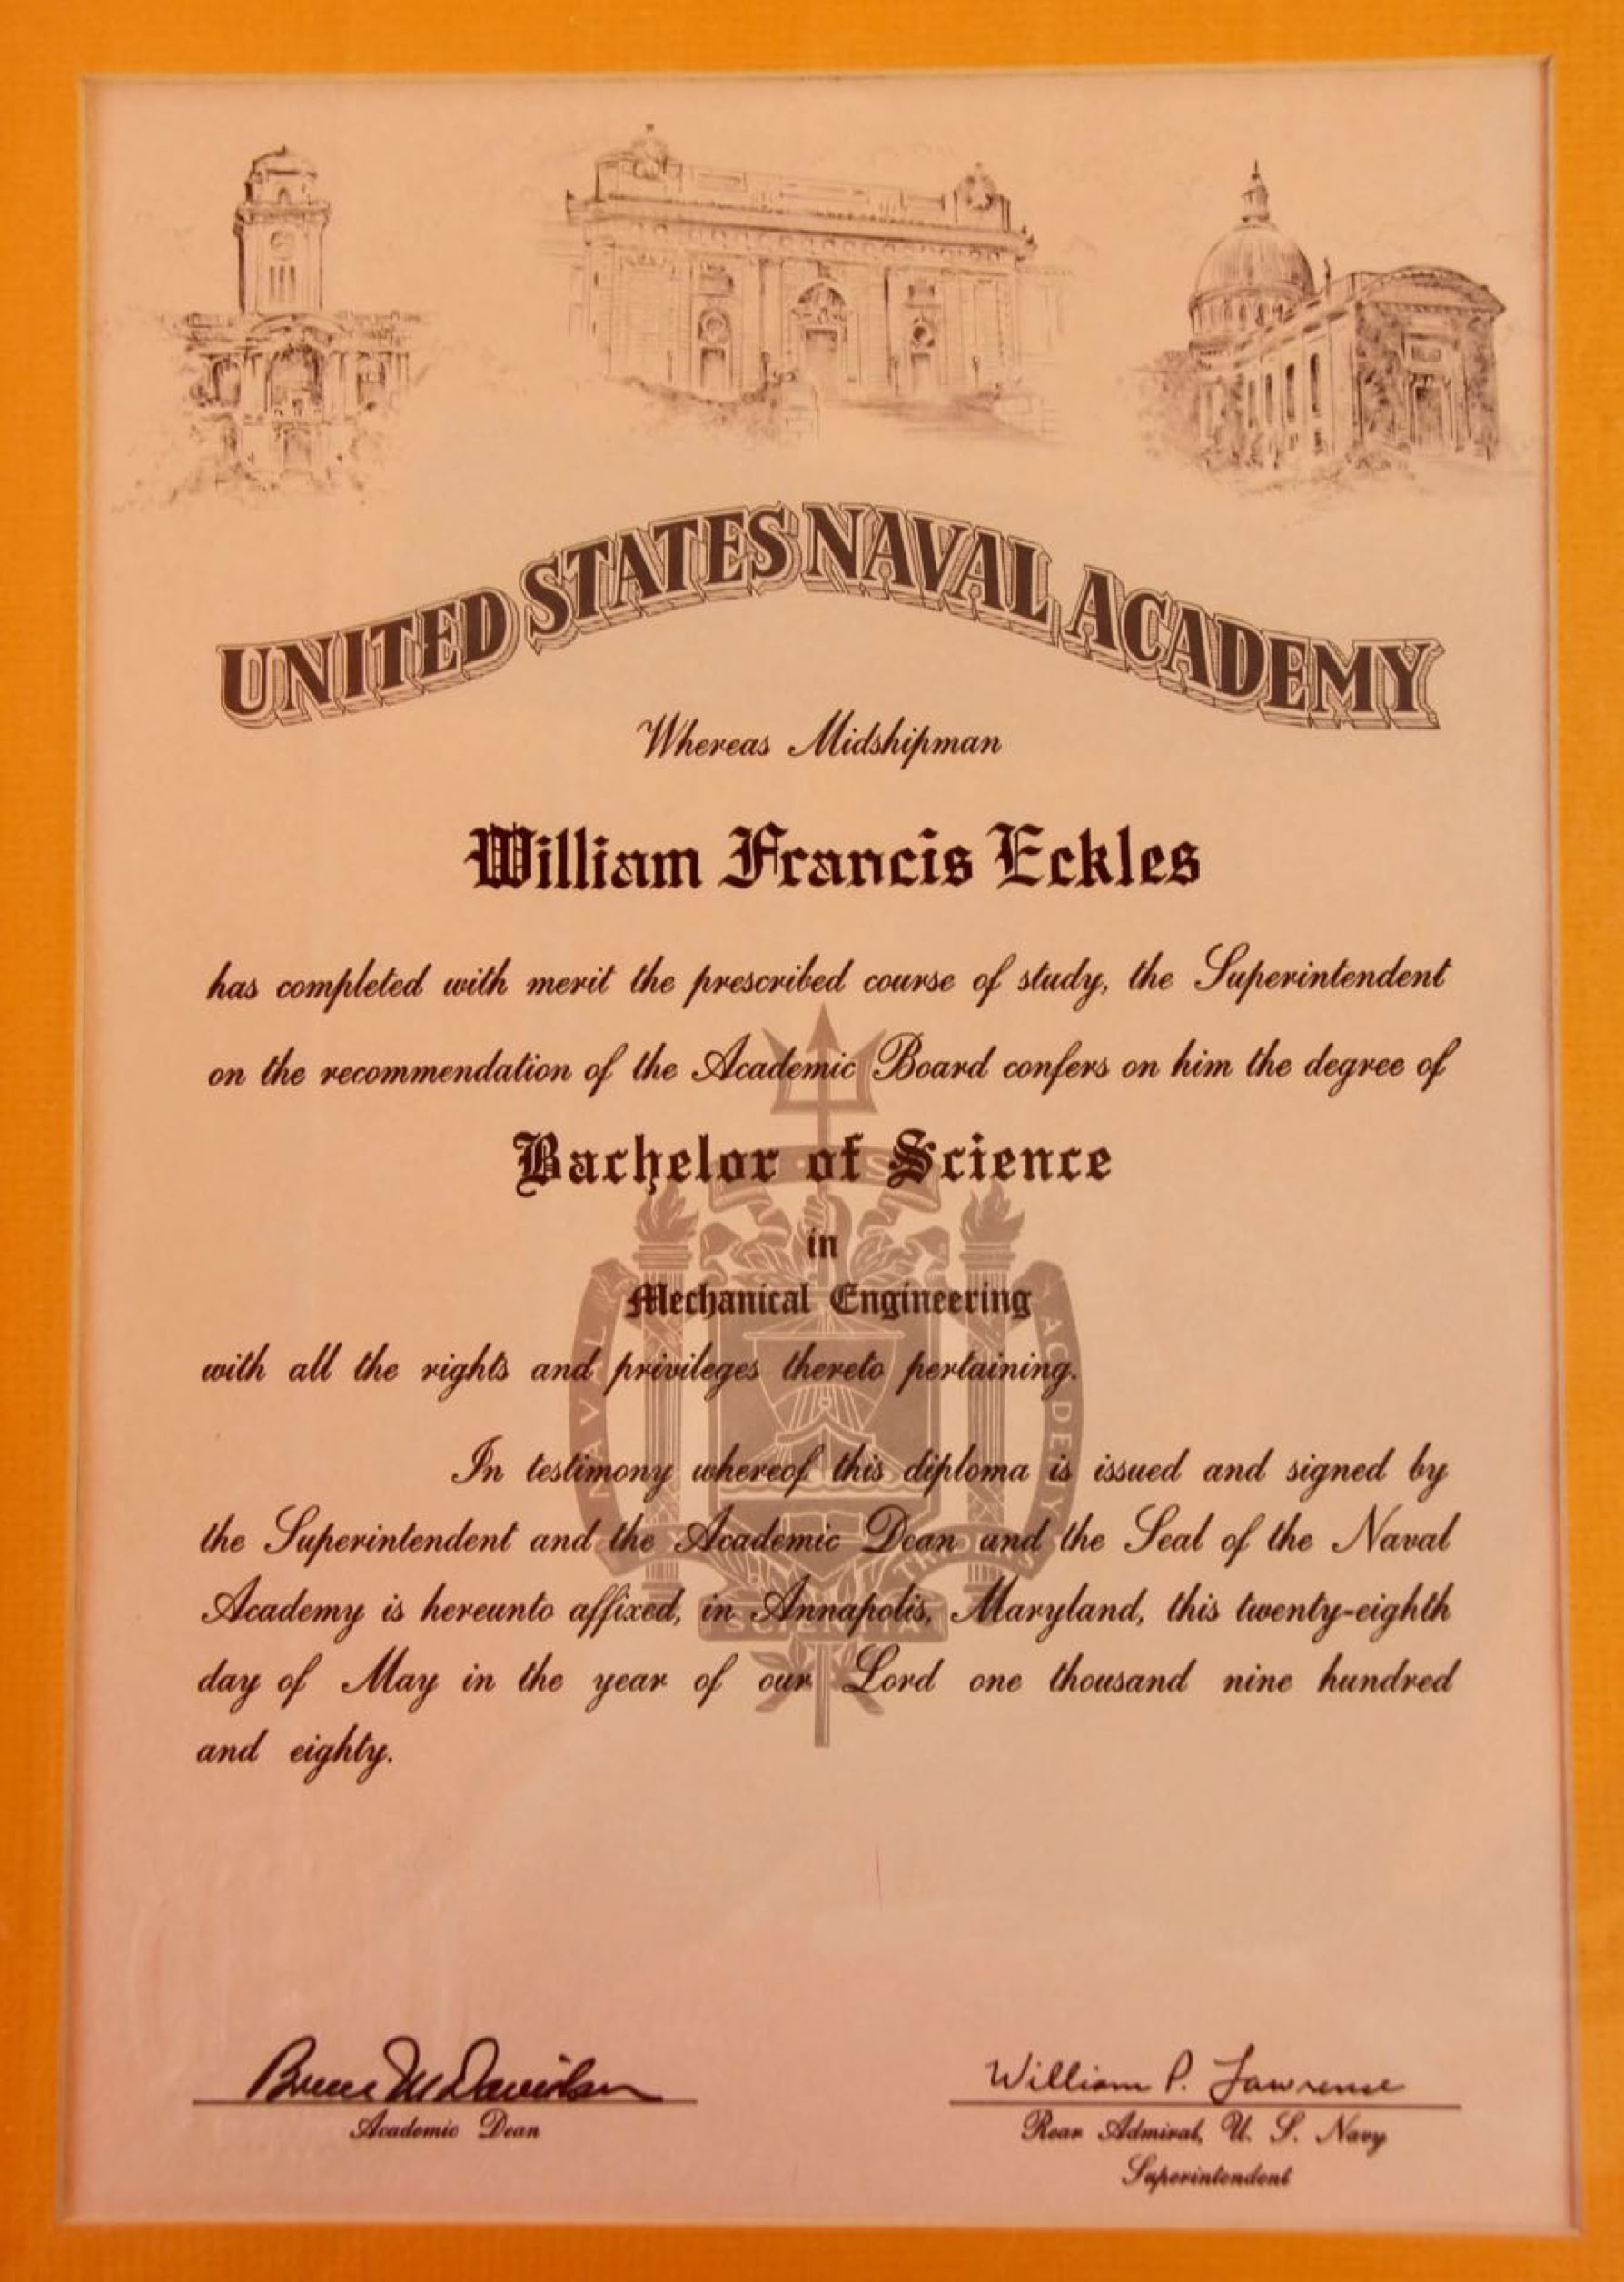 UNITED STATES NAVAL ACADEMY
Whereas Midshipman
William Francis Eckles
has completed with merit the prescribed course of study, the Superintendent
on the recommendation of the Academic Board confers on him the degree of
Bachelor of Science
in
Mechanical Engineering
with all the rights and privileges thereto pertaining.
In testimony whereof this diploma is issued and signed by
the Superintendent and the Academic Dean and the Seal of the Naval
Academy is hereunto affixed, in Annapolis, Maryland, this twenty-eighth
day of May in the year of our Lord one thousand nine hundred
and eighty.
NAVAL
ACADEMY
SCIENTIA
Bruce M Davidson
Academic Dean
William P. Lawrence
Rear Admiral, U. S. Navy
Superintendent